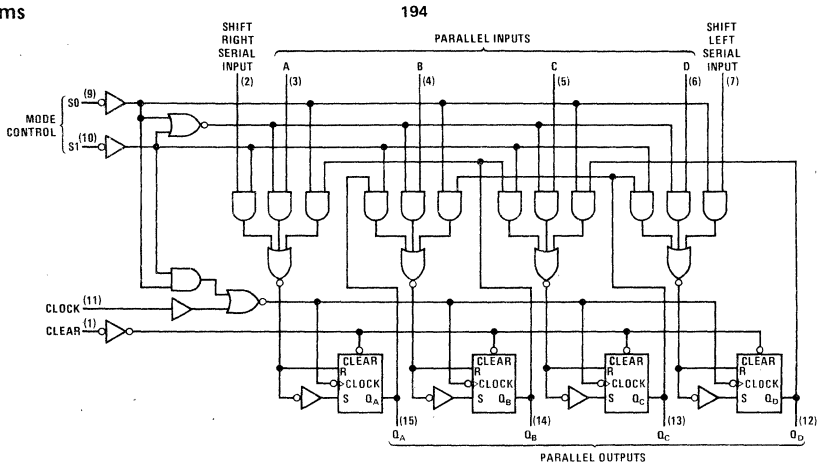 ms
194
SHIFT RIGHT SERIAL INPUT
PARALLEL INPUTS
SHIFT LEFT SERIAL INPUT
A
B
C
D
(2)
(3)
(4)
(5)
(6)
(7)
MODE CONTROL
S0 (9)
S1 (10)
CLOCK (11)
CLEAR (1)
CLEAR
R
CLOCK
S QA
CLEAR
R
CLOCK
S QB
CLEAR
R
CLOCK
S QC
CLEAR
R
CLOCK
S QD
(15)
(14)
(13)
(12)
QA
QB
QC
QD
PARALLEL OUTPUTS